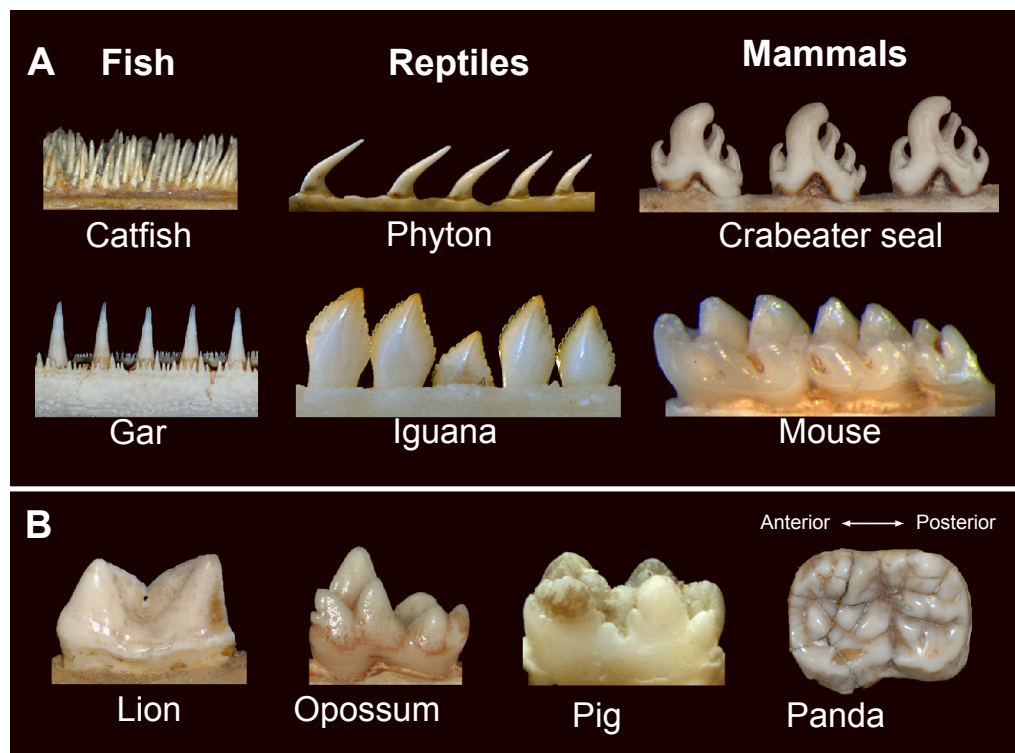 A
Fish
Reptiles
Mammals
Catfish
Phyton
Crabeater seal
Gar
Iguana
Mouse
B
Anterior
Posterior
Lion
Opossum
Pig
Panda